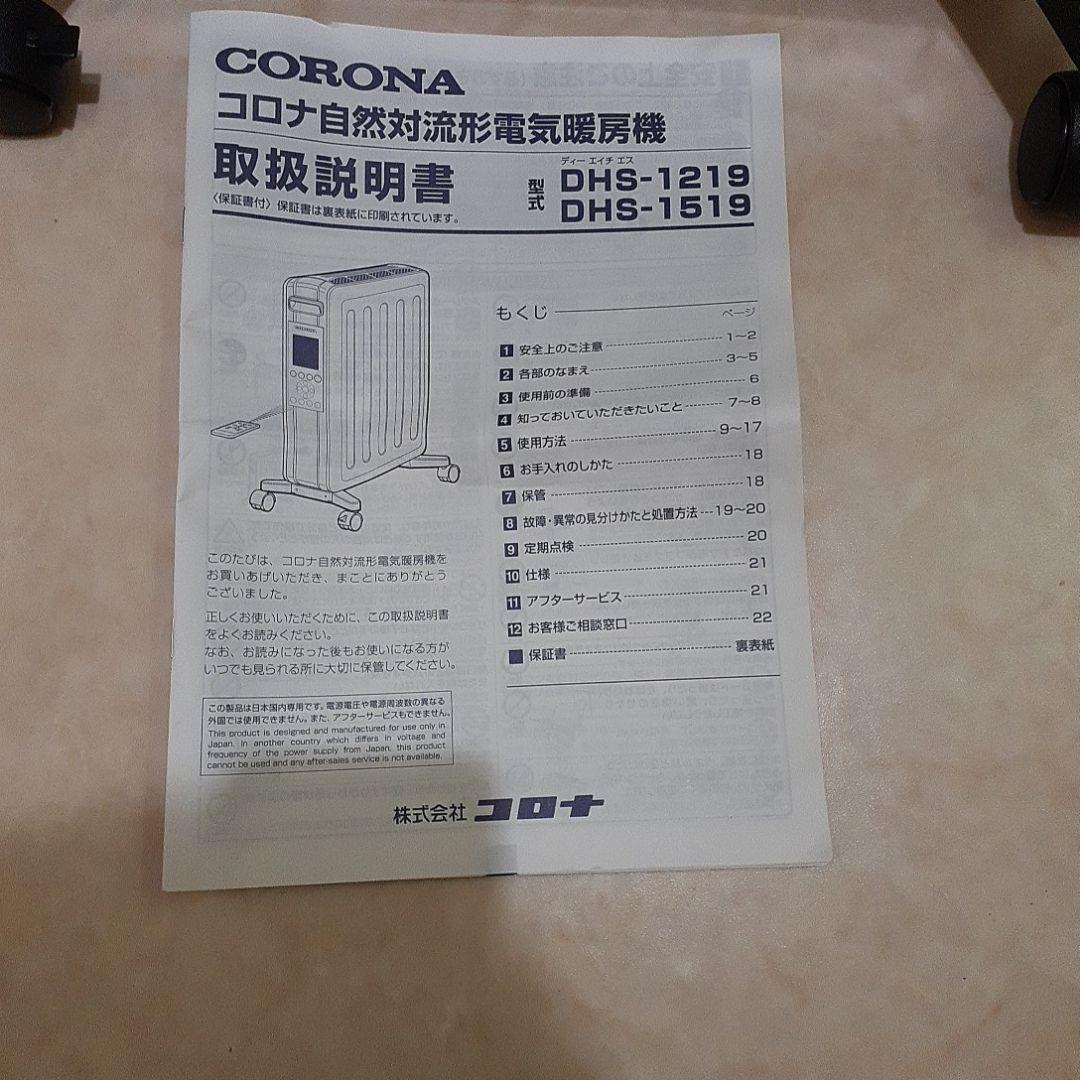 CORONA
コロナ自然対流形電気暖房機
取扱説明書
〈保証書付〉保証書は裏表紙に印刷されています。
型式
ディー エイチ エス
DHS-1219
DHS-1519
もくじ ページ
1 安全上のご注意 1～2
2 各部のなまえ 3～5
3 使用前の準備 6
4 知っておいていただきたいこと 7～8
5 使用方法 9～17
6 お手入れのしかた 18
7 保管 18
8 故障・異常の見分けかたと処置方法 19～20
9 定期点検 20
10 仕様 21
11 アフターサービス 21
12 お客様ご相談窓口 22
保証書 裏表紙
このたびは、コロナ自然対流形電気暖房機を
お買いあげいただき、まことにありがとう
ございました。
正しくお使いいただくために、この取扱説明書
をよくお読みください。
なお、お読みになった後もお使いになる方が
いつでも見られる所に大切に保管してください。
この製品は日本国内専用です。電源電圧や電源周波数の異なる
外国では使用できません。また、アフターサービスもできません。
This product is designed and manufactured for use only in
Japan. In another country which differs in voltage and
frequency of the power supply from Japan, this product
cannot be used and any after-sales service is not available.
株式会社 コロナ